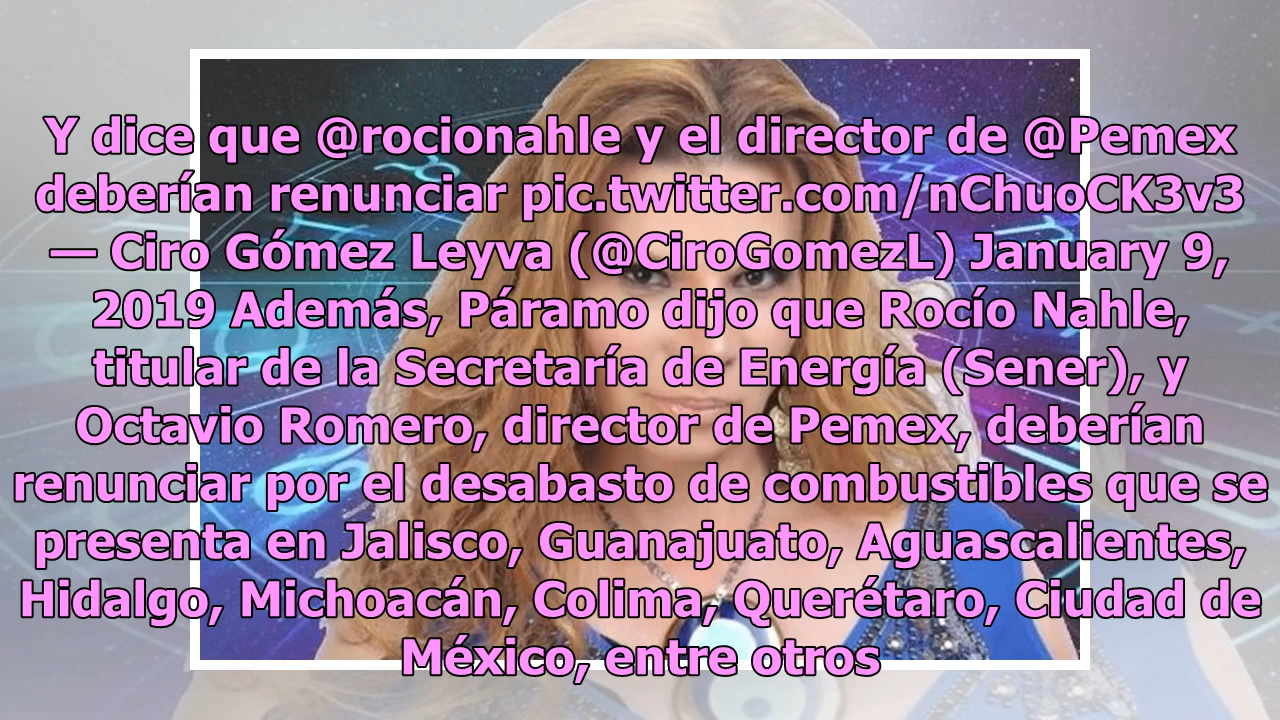 Y dice que @rocionahle y el director de @Pemex
deberían renunciar pic.twitter.com/nChuoCK3v3
— Ciro Gómez Leyva (@CiroGomezL) January 9,
2019 Además, Páramo dijo que Rocío Nahle,
titular de la Secretaría de Energía (Sener), y
Octavio Romero, director de Pemex, deberían
renunciar por el desabasto de combustibles que se
presenta en Jalisco, Guanajuato, Aguascalientes,
Hidalgo, Michoacán, Colima, Querétaro, Ciudad de
México, entre otros